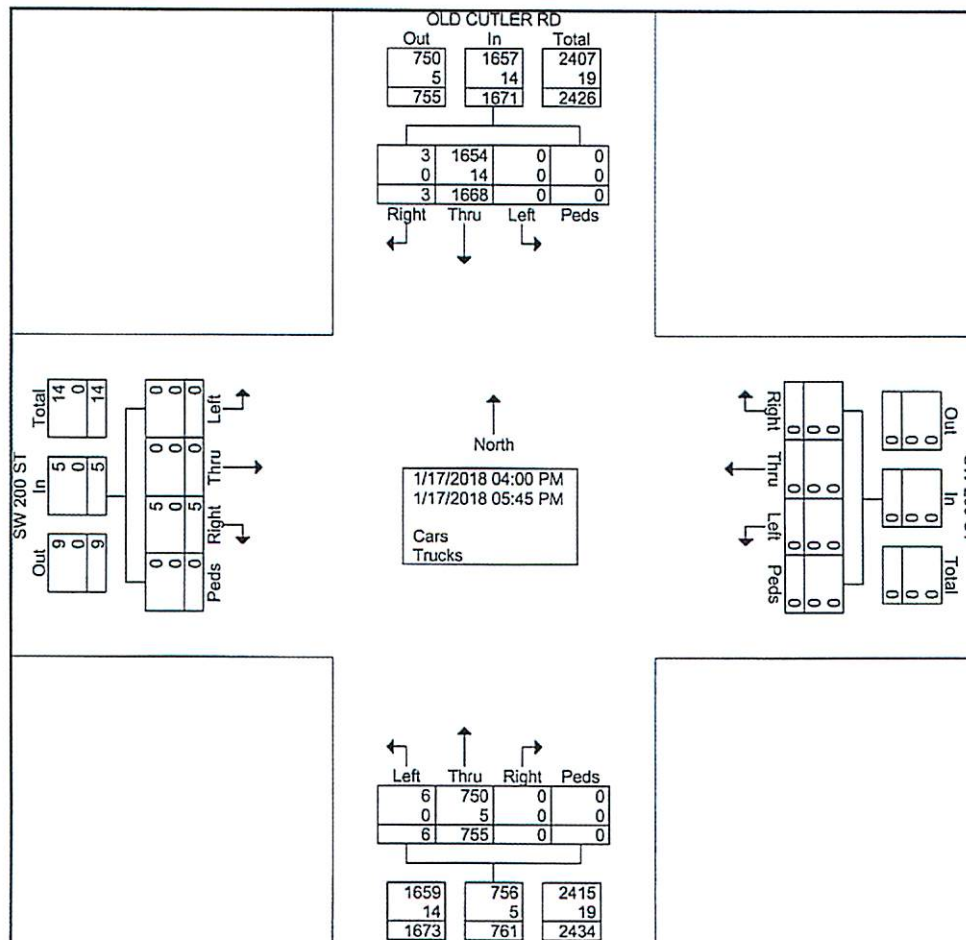 OLD CUTLER RD
Out In Total
750 1657 2407
5 14 19
755 1671 2426
3 1654 0 0
0 14 0 0
3 1668 0 0
Right Thru Left Peds
SW 200 ST
Total
14 0 14
In
5 0 5
Out
9 0 9
Left
0 0 0
Thru
0 0 0
Right
5 0 5
Peds
0 0 0
North
1/17/2018 04:00 PM
1/17/2018 05:45 PM
Cars
Trucks
Right
0 0 0
Thru
0 0 0
Left
0 0 0
Peds
0 0 0
Out
0 0 0
In
0 0 0
Total
0 0 0
Left Thru Right Peds
6 750 0 0
0 5 0 0
6 755 0 0
1659 756 2415
14 5 19
1673 761 2434